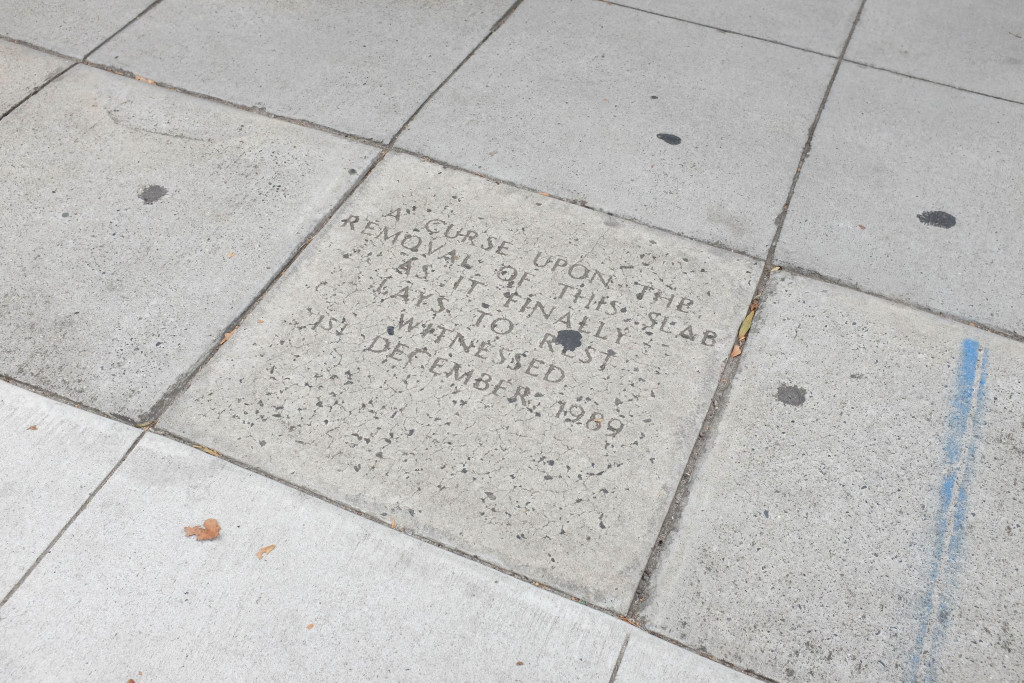 A CURSE UPON THE
REMOVAL OF THIS SLAB
AS IT FINALLY
LAYS TO REST
WITNESSED
1ST DECEMBER, 1989